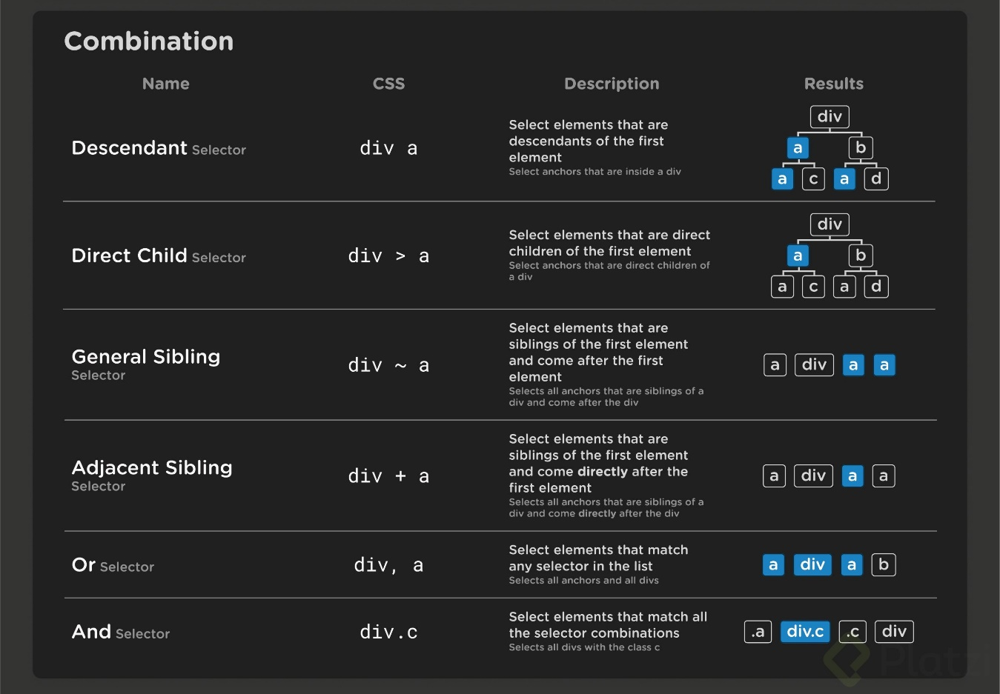 Combination
Name CSS Description Results
Descendant Selector
div a
Select elements that are
descendants of the first
element
Select anchors that are inside a div
div
a b
a c a d
Direct Child Selector
div > a
Select elements that are direct
children of the first element
Select anchors that are direct children of
a div
div
a b
a c a d
General Sibling
Selector
div ~ a
Select elements that are
siblings of the first element
and come after the first
element
Selects all anchors that are siblings of a
div and come after the div
a div a a
Adjacent Sibling
Selector
div + a
Select elements that are
siblings of the first element
and come directly after the
first element
Selects all anchors that are siblings of a
div and come directly after the div
a div a a
Or Selector
div, a
Select elements that match
any selector in the list
Selects all anchors and all divs
a div a b
And Selector
div.c
Select elements that match all
the selector combinations
Selects all divs with the class c
.a div.c .c div
Platzi